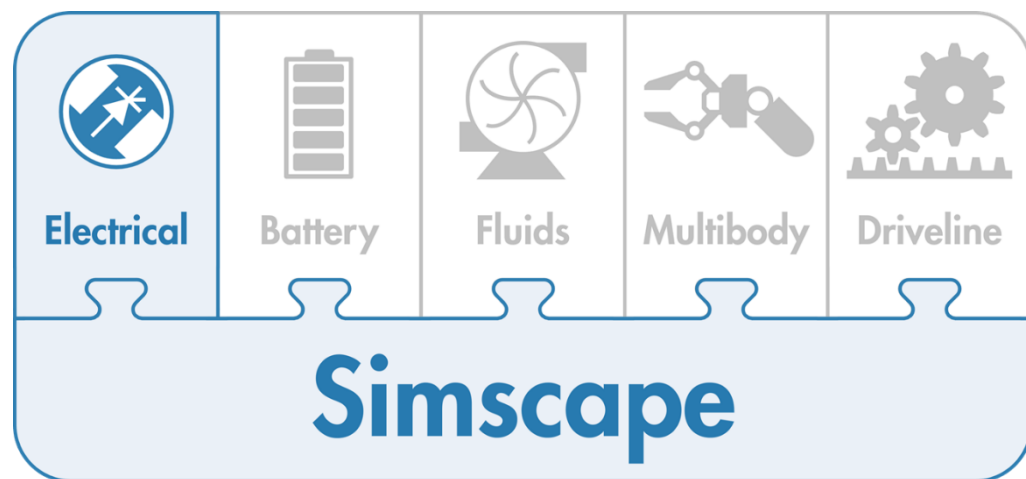 Electrical
Battery
Fluids
Multibody
Driveline
Simscape